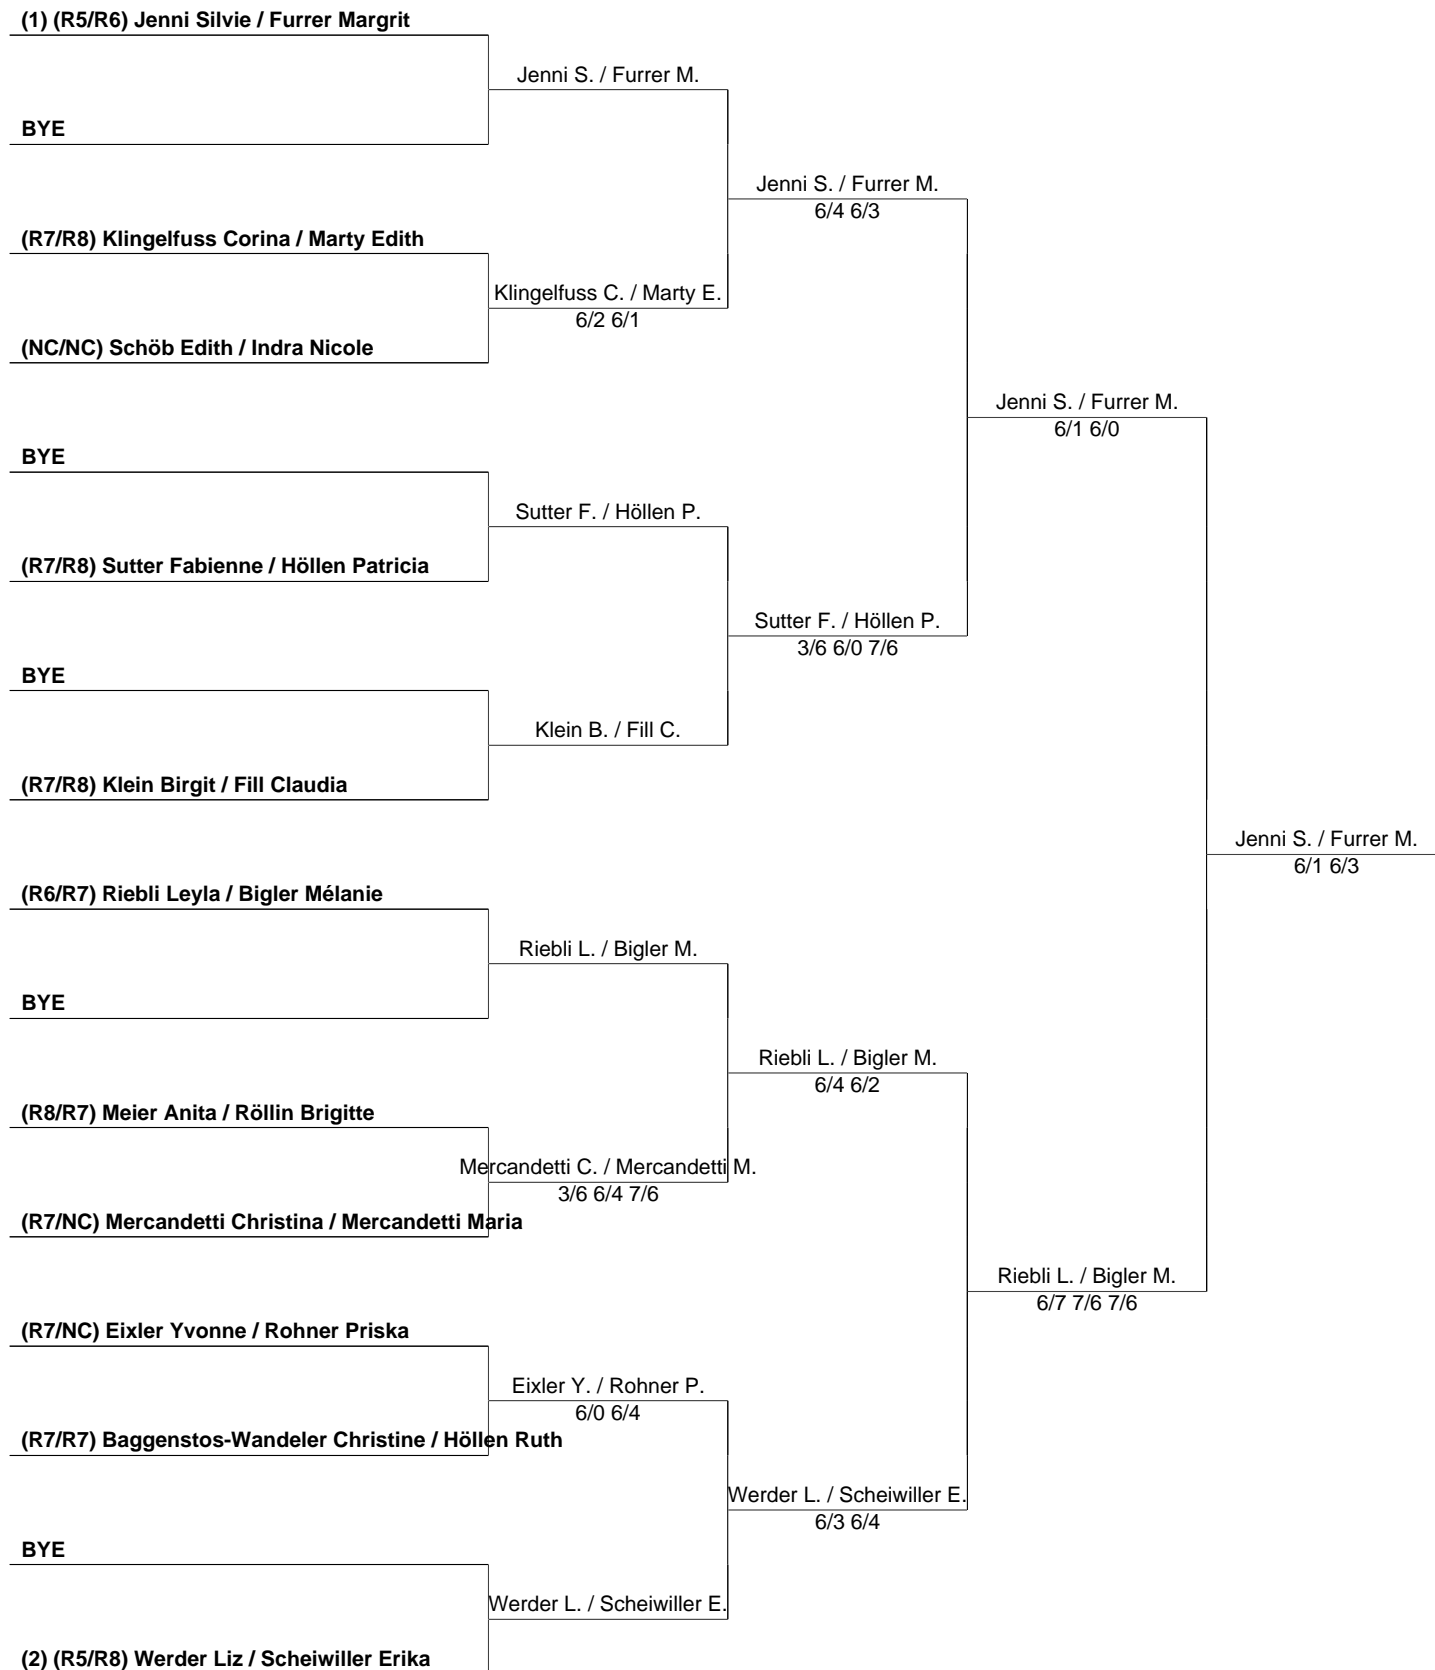 (1) (R5/R6) Jenni Silvie / Furrer Margrit
Jenni S. / Furrer M.
BYE
Jenni S. / Furrer M.
6/4 6/3
(R7/R8) Klingelfuss Corina / Marty Edith
Klingelfuss C. / Marty E.
6/2 6/1
(NC/NC) Schöb Edith / Indra Nicole
Jenni S. / Furrer M.
6/1 6/0
BYE
Sutter F. / Höllen P.
(R7/R8) Sutter Fabienne / Höllen Patricia
Sutter F. / Höllen P.
3/6 6/0 7/6
BYE
Klein B. / Fill C.
(R7/R8) Klein Birgit / Fill Claudia
Jenni S. / Furrer M.
6/1 6/3
(R6/R7) Riebli Leyla / Bigler Mélanie
Riebli L. / Bigler M.
BYE
Riebli L. / Bigler M.
6/4 6/2
(R8/R7) Meier Anita / Röllin Brigitte
Mercandetti C. / Mercandetti M.
3/6 6/4 7/6
(R7/NC) Mercandetti Christina / Mercandetti Maria
Riebli L. / Bigler M.
6/7 7/6 7/6
(R7/NC) Eixler Yvonne / Rohner Priska
Eixler Y. / Rohner P.
6/0 6/4
(R7/R7) Baggenstos-Wandeler Christine / Höllen Ruth
Werder L. / Scheiwiller E.
6/3 6/4
BYE
Werder L. / Scheiwiller E.
(2) (R5/R8) Werder Liz / Scheiwiller Erika